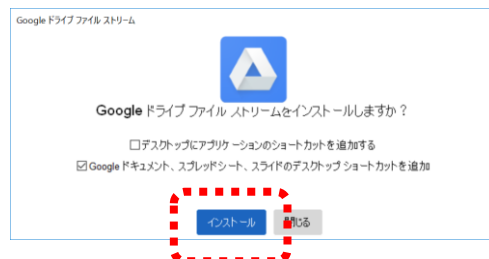 Google ドライブ ファイル ストリーム
Google ドライブ ファイル ストリームをインストールしますか？
デスクトップにアプリケーションのショートカットを追加する
Google ドキュメント、スプレッドシート、スライドのデスクトップ ショートカットを追加
インストール 閉じる